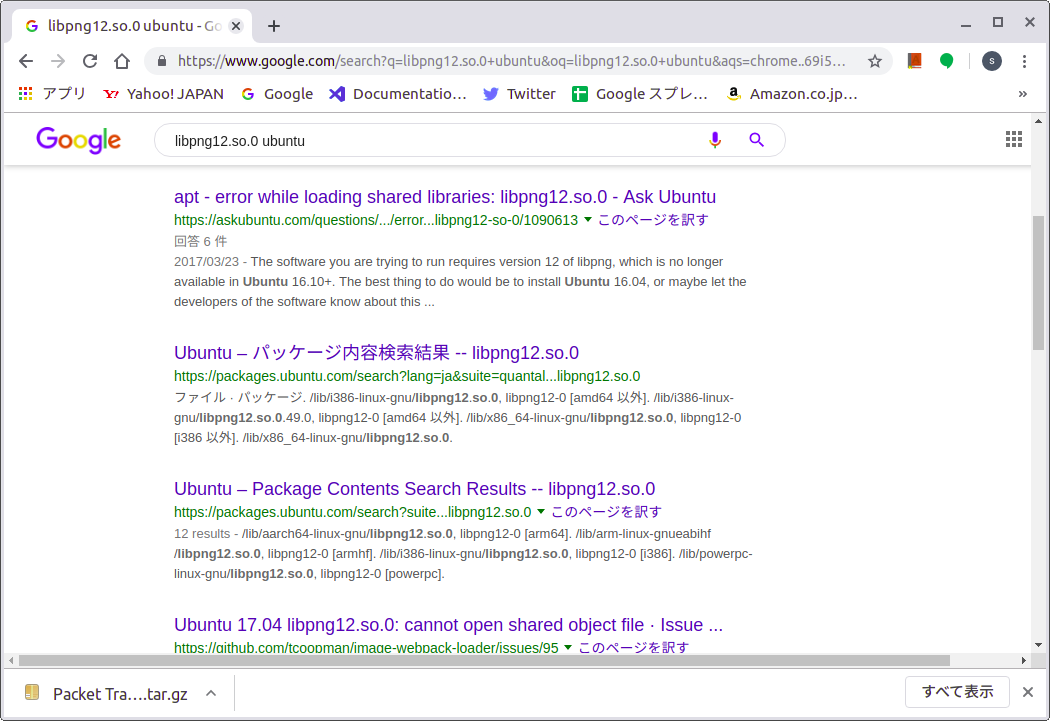 libpng12.so.0 ubuntu - Go
https://www.google.com/search?q=libpng12.so.0+ubuntu&oq=libpng12.so.0+ubuntu&aqs=chrome..69i5…
S
アプリ Yahoo! JAPAN Google Documentatio… Twitter Google スプレ… Amazon.co.jp… »
Google libpng12.so.0 ubuntu
apt - error while loading shared libraries: libpng12.so.0 - Ask Ubuntu
https://askubuntu.com/questions/.../error...libpng12-so-0/1090613 このページを訳す
回答 6 件
2017/03/23 - The software you are trying to run requires version 12 of libpng, which is no longer
available in Ubuntu 16.10+. The best thing to do would be to install Ubuntu 16.04, or maybe let the
developers of the software know about this ...
Ubuntu – パッケージ内容検索結果 -- libpng12.so.0
https://packages.ubuntu.com/search?lang=ja&suite=quantal...libpng12.so.0
ファイル · パッケージ. /lib/i386-linux-gnu/libpng12.so.0, libpng12-0 [amd64 以外]. /lib/i386-linux-
gnu/libpng12.so.0.49.0, libpng12-0 [amd64 以外]. /lib/x86_64-linux-gnu/libpng12.so.0, libpng12-0
[i386 以外]. /lib/x86_64-linux-gnu/libpng12.so.0.
Ubuntu – Package Contents Search Results -- libpng12.so.0
https://packages.ubuntu.com/search?suite...libpng12.so.0 このページを訳す
12 results - /lib/aarch64-linux-gnu/libpng12.so.0, libpng12-0 [arm64]. /lib/arm-linux-gnueabihf
/libpng12.so.0, libpng12-0 [armhf]. /lib/i386-linux-gnu/libpng12.so.0, libpng12-0 [i386]. /lib/powerpc-
linux-gnu/libpng12.so.0, libpng12-0 [powerpc].
Ubuntu 17.04 libpng12.so.0: cannot open shared object file · Issue ...
https://github.com/tcoopman/image-webpack-loader/issues/95 このページを訳す
Packet Tra….tar.gz すべて表示